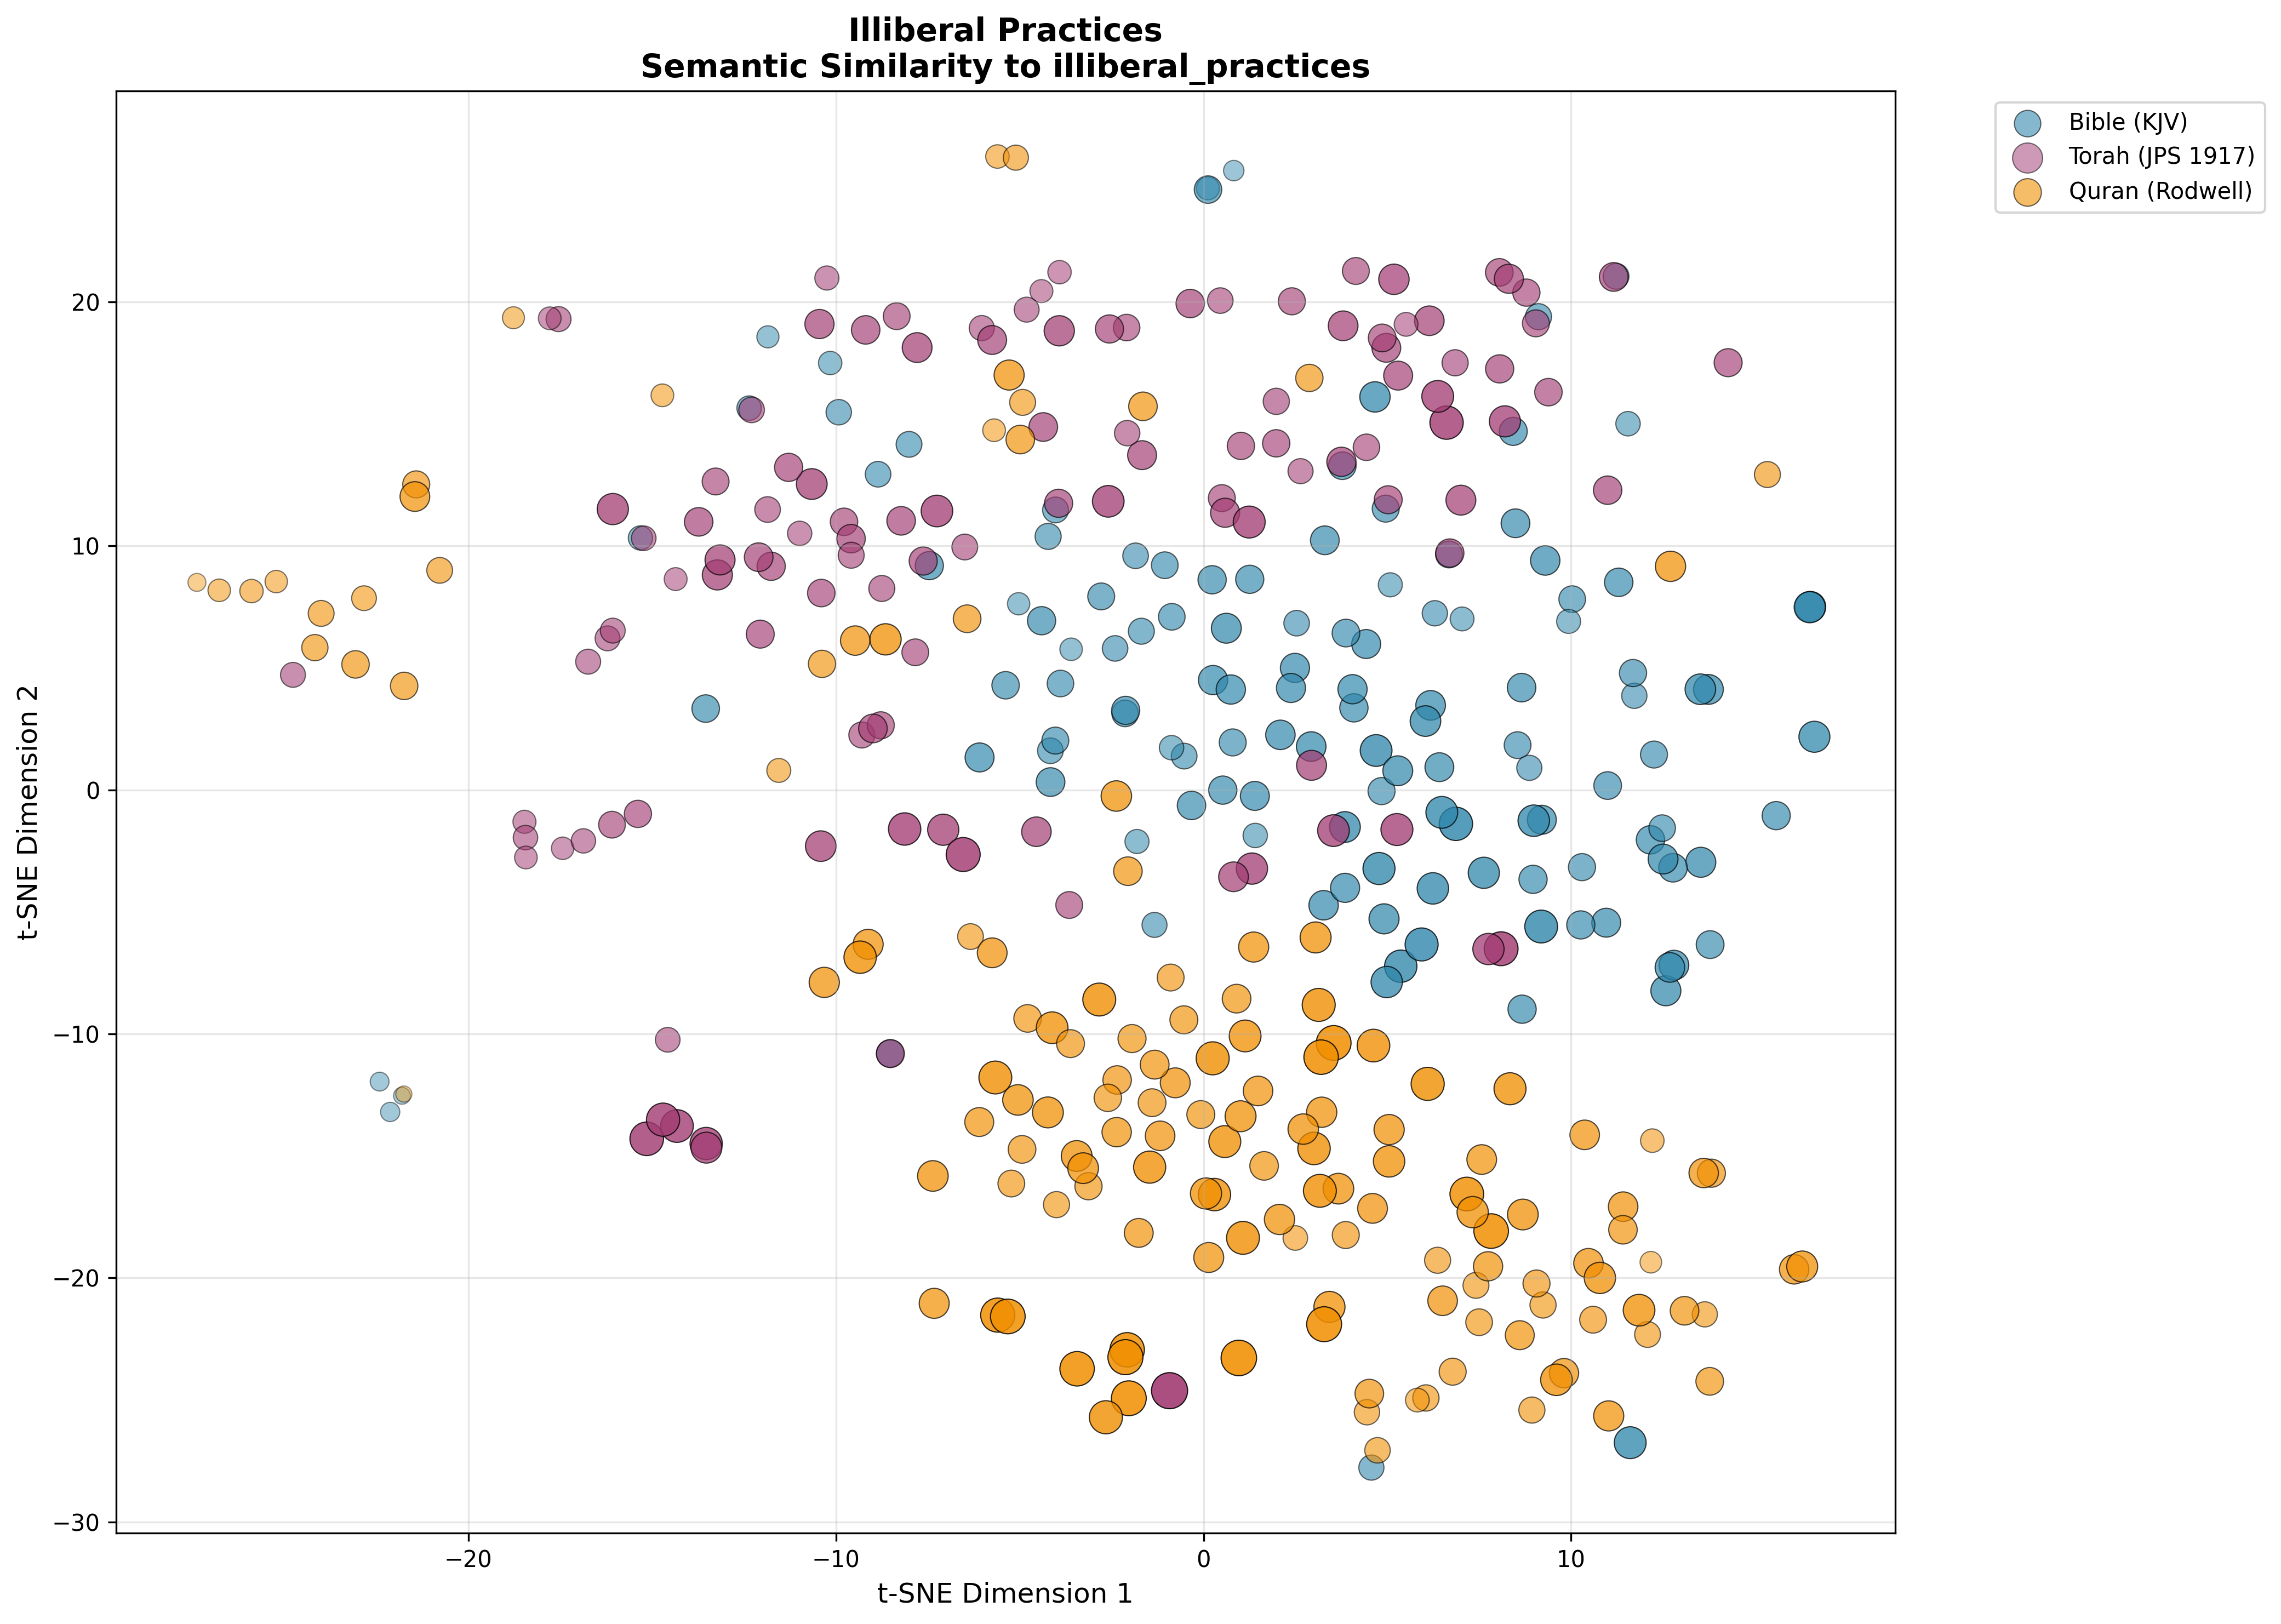 Illiberal Practices
Semantic Similarity to illiberal_practices
Bible (KJV)
Torah (JPS 1917)
Quran (Rodwell)
t-SNE Dimension 2
20
10
0
−10
−20
−30
−20
−10
0
10
t-SNE Dimension 1